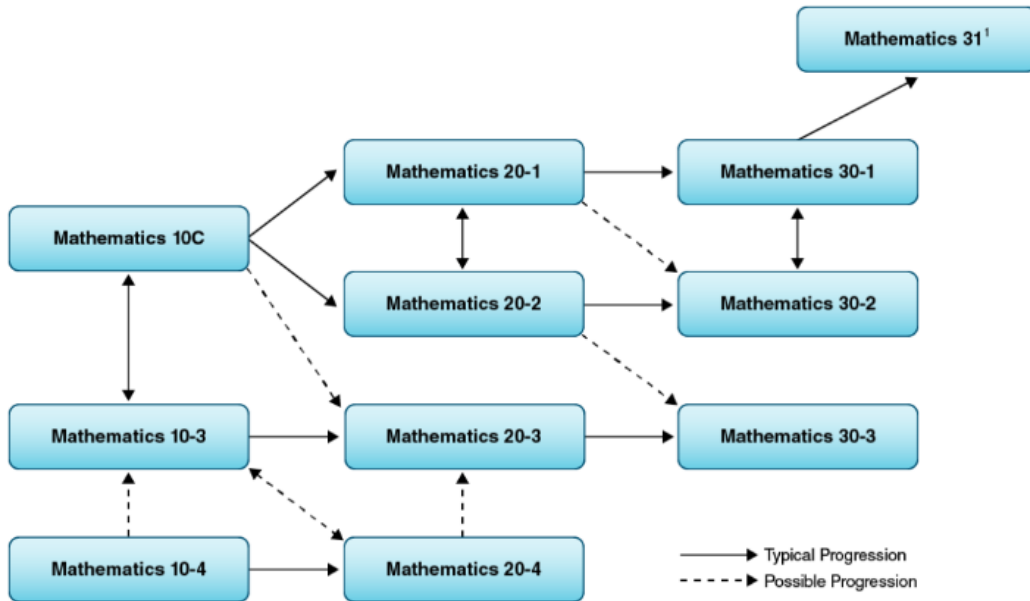 Mathematics 31¹
Mathematics 20-1
Mathematics 30-1
Mathematics 10C
Mathematics 20-2
Mathematics 30-2
Mathematics 10-3
Mathematics 20-3
Mathematics 30-3
Mathematics 10-4
Mathematics 20-4
Typical Progression
Possible Progression